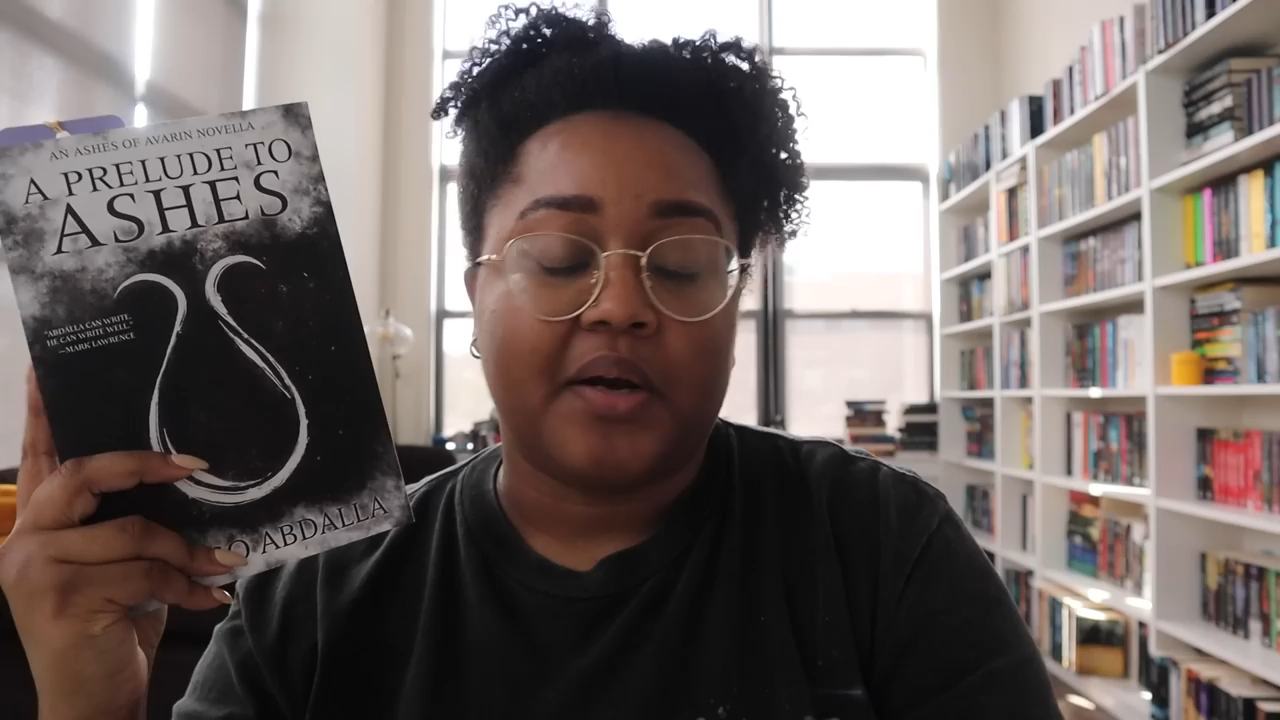 AN ASHES OF AVARIN NOVELLA
A PRELUDE TO
ASHES
"ABDALLA CAN WRITE.
HE CAN WRITE WELL."
—MARK LAWRENCE
O ABDALLA